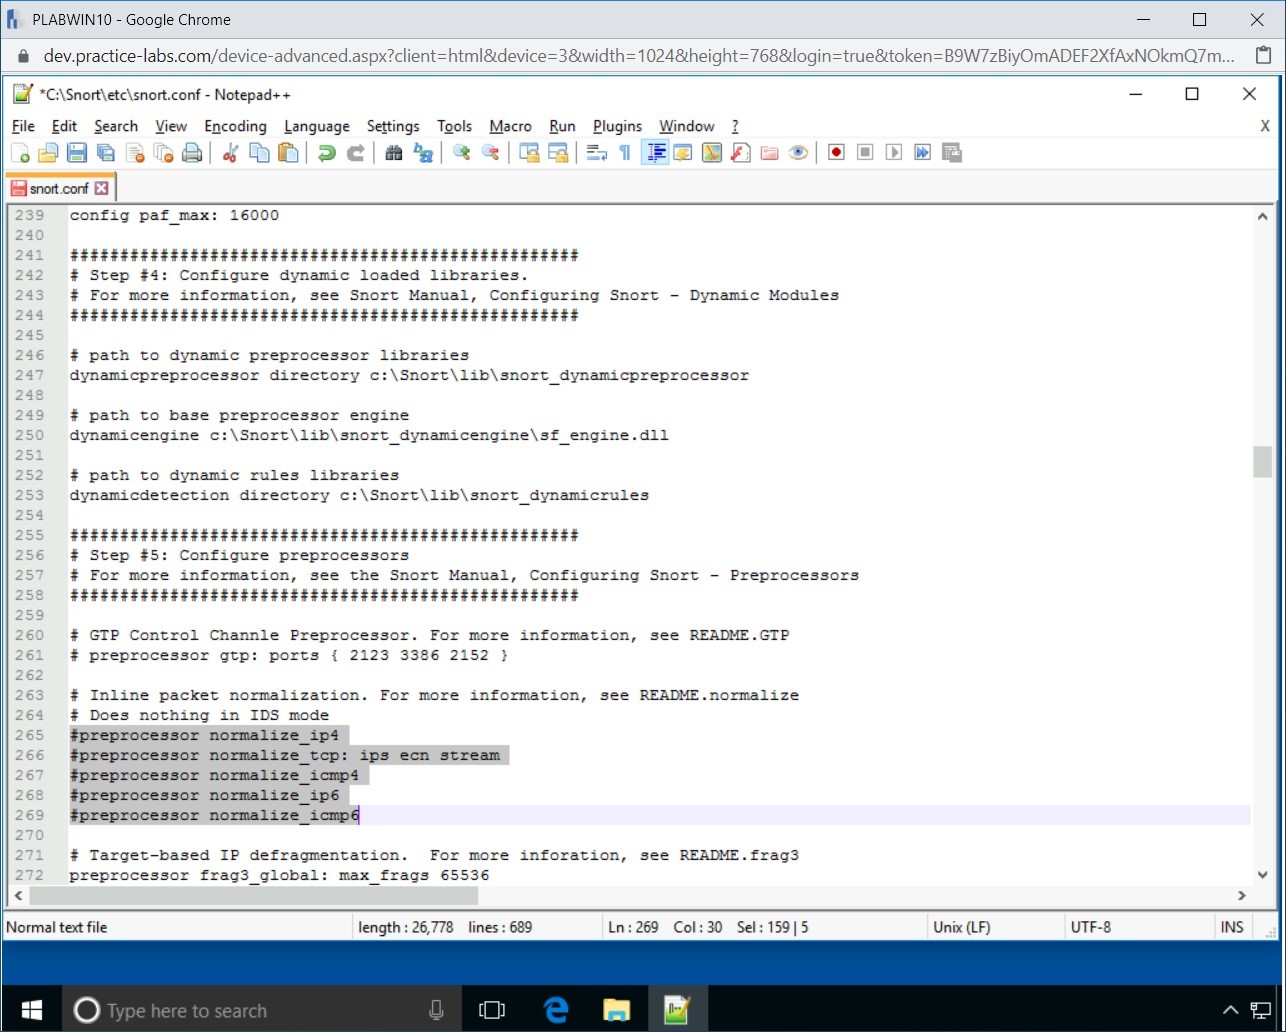 PLABWIN10 - Google Chrome
dev.practice-labs.com/device-advanced.aspx?client=html&device=3&width=1024&height=768&login=true&token=B9W7zBiyOmADEF2XfAxNOkmQ7m...
*C:\Snort\etc\snort.conf - Notepad++
File Edit Search View Encoding Language Settings Tools Macro Run Plugins Window ? X
snort.conf
239 config paf_max: 16000
240
241 ###################################################
242 # Step #4: Configure dynamic loaded libraries.
243 # For more information, see Snort Manual, Configuring Snort - Dynamic Modules
244 ###################################################
245
246 # path to dynamic preprocessor libraries
247 dynamicpreprocessor directory c:\Snort\lib\snort_dynamicpreprocessor
248
249 # path to base preprocessor engine
250 dynamicengine c:\Snort\lib\snort_dynamicengine\sf_engine.dll
251
252 # path to dynamic rules libraries
253 dynamicdetection directory c:\Snort\lib\snort_dynamicrules
254
255 ###################################################
256 # Step #5: Configure preprocessors
257 # For more information, see the Snort Manual, Configuring Snort - Preprocessors
258 ###################################################
259
260 # GTP Control Channle Preprocessor. For more information, see README.GTP
261 # preprocessor gtp: ports { 2123 3386 2152 }
262
263 # Inline packet normalization. For more information, see README.normalize
264 # Does nothing in IDS mode
265 #preprocessor normalize_ip4
266 #preprocessor normalize_tcp: ips ecn stream
267 #preprocessor normalize_icmp4
268 #preprocessor normalize_ip6
269 #preprocessor normalize_icmp6
270
271 # Target-based IP defragmentation.  For more inforation, see README.frag3
272 preprocessor frag3_global: max_frags 65536
Normal text file length : 26,778 lines : 689 Ln : 269 Col : 30 Sel : 159 | 5 Unix (LF) UTF-8 INS
Type here to search